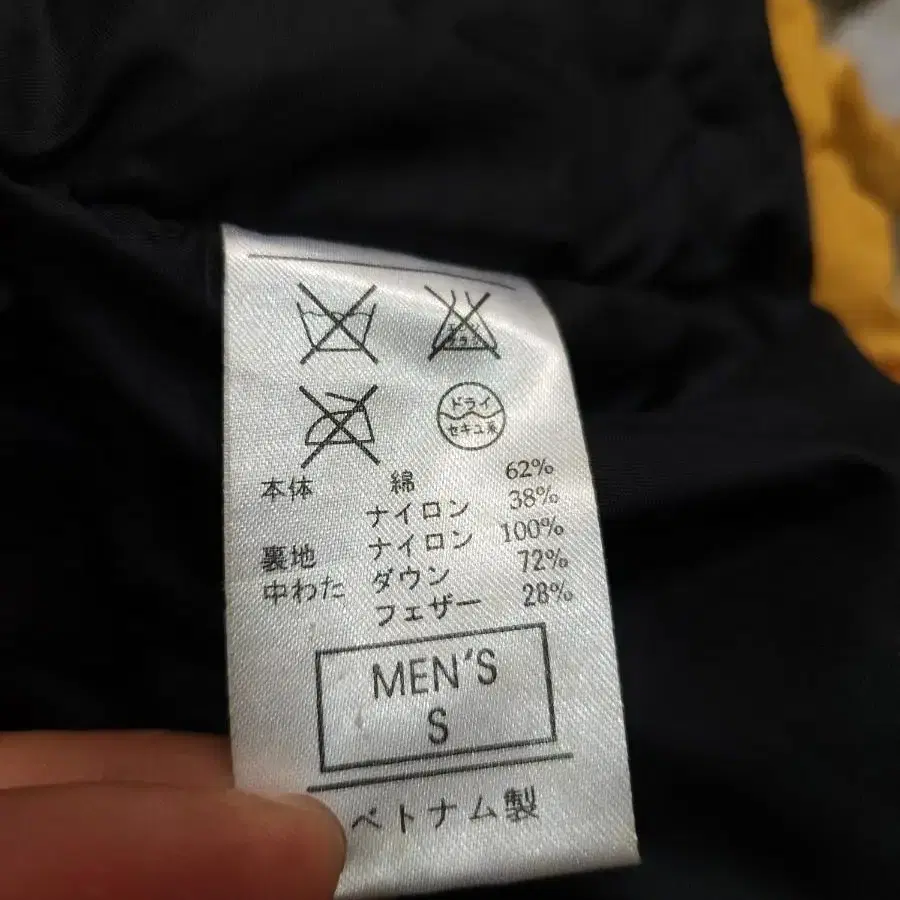 ドライ
セキユ系
本体 綿 62%
ナイロン 38%
裏地 ナイロン 100%
中わた ダウン 72%
フェザー 28%
MEN'S
S
ベトナム製